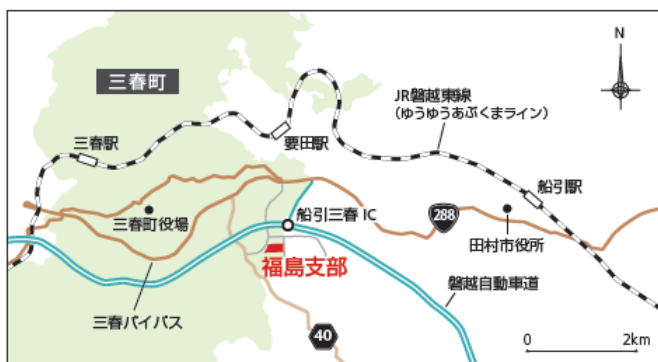 N
三春町
JR磐越東線
(ゆうゆうあぶくまライン)
三春駅
要田駅
船引駅
三春町役場
船引三春 IC
288
田村市役所
福島支部
磐越自動車道
三春バイパス
40
0 2km